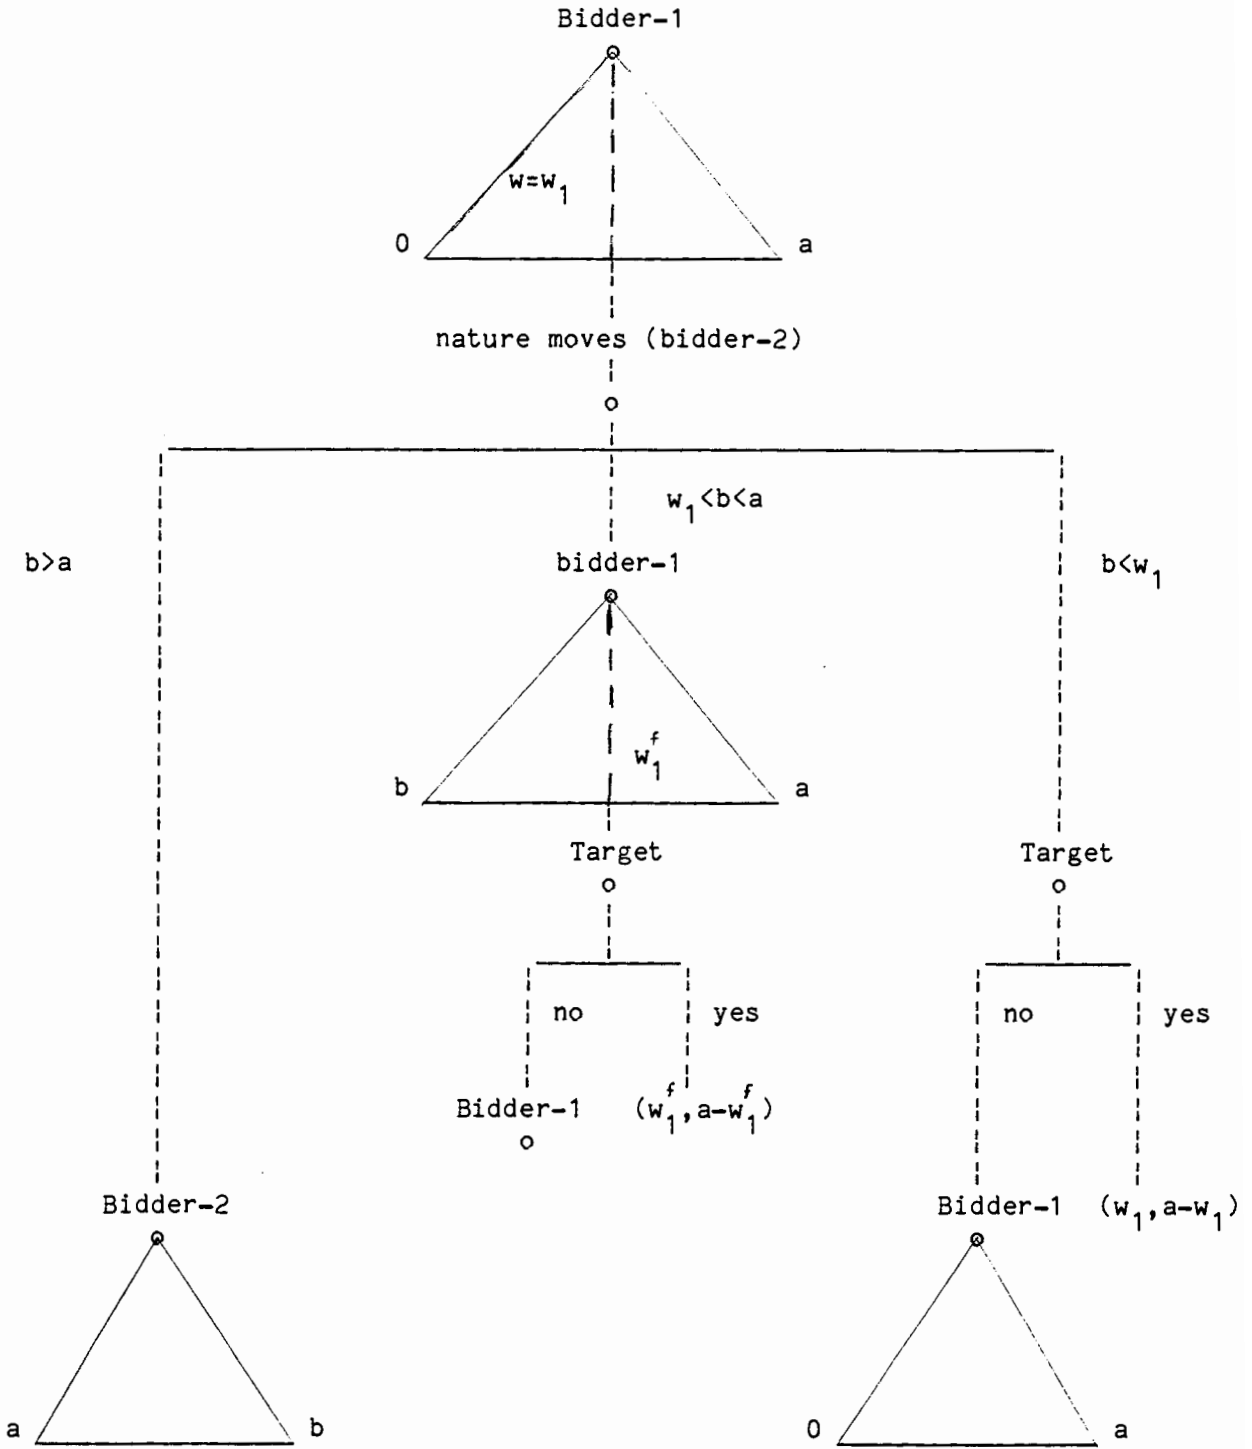 Bidder-1
w=w₁
0 a
nature moves (bidder-2)
w₁<b<a
b>a bidder-1 b<w₁
w₁ᶠ
b a
Target Target
no yes no yes
Bidder-1 (w₁ᶠ,a-w₁ᶠ)
Bidder-2 Bidder-1 (w₁,a-w₁)
a b 0 a